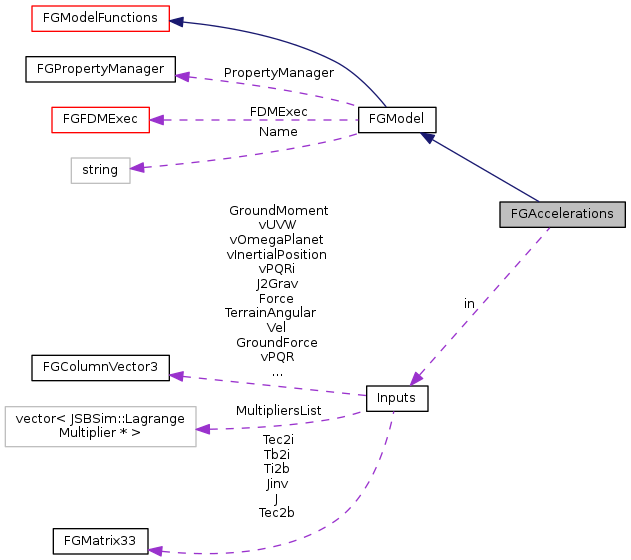 FGModelFunctions
FGPropertyManager
PropertyManager
FGFDMExec
FDMExec
FGModel
Name
string
FGAccelerations
GroundMoment
vUVW
vOmegaPlanet
vInertialPosition
vPQRi
J2Grav
Force
TerrainAngular
Vel
GroundForce
vPQR
...
in
FGColumnVector3
Inputs
MultipliersList
vector< JSBSim::Lagrange
Multiplier * >
Tec2i
Tb2i
Ti2b
Jinv
J
Tec2b
FGMatrix33